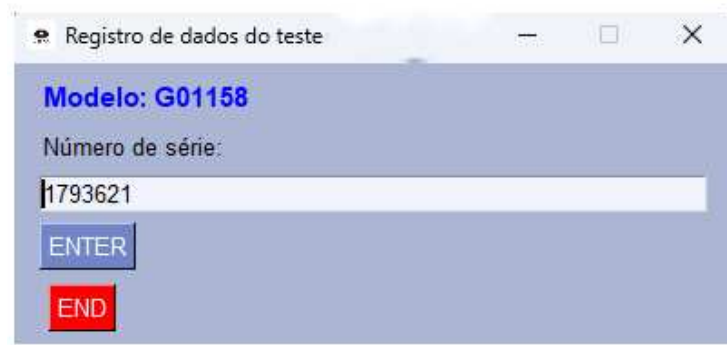 Registro de dados do teste
Modelo: G01158
Número de série:
1793621
ENTER
END